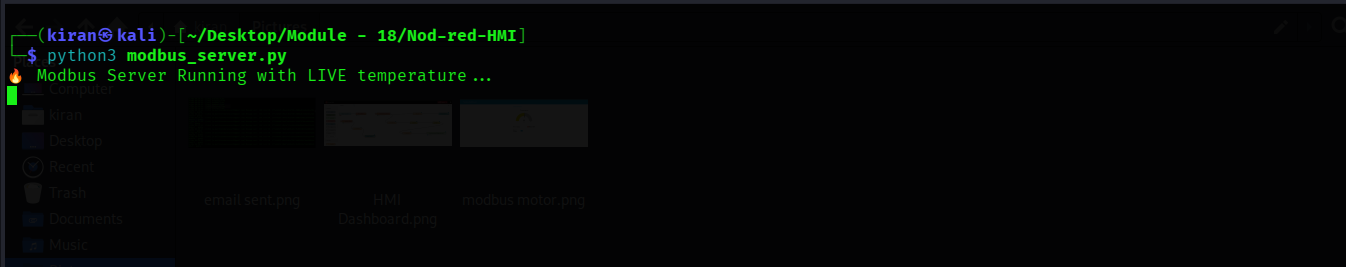 ┌──(kiran㉿kali)-[~/Desktop/Module - 18/Nod-red-HMI]
└─$ python3 modbus_server.py
🔥 Modbus Server Running with LIVE temperature...
Computer
kiran
Desktop
Recent
Trash
email sent.png
HMI
Dashboard.png
modbus motor.png
Documents
Music